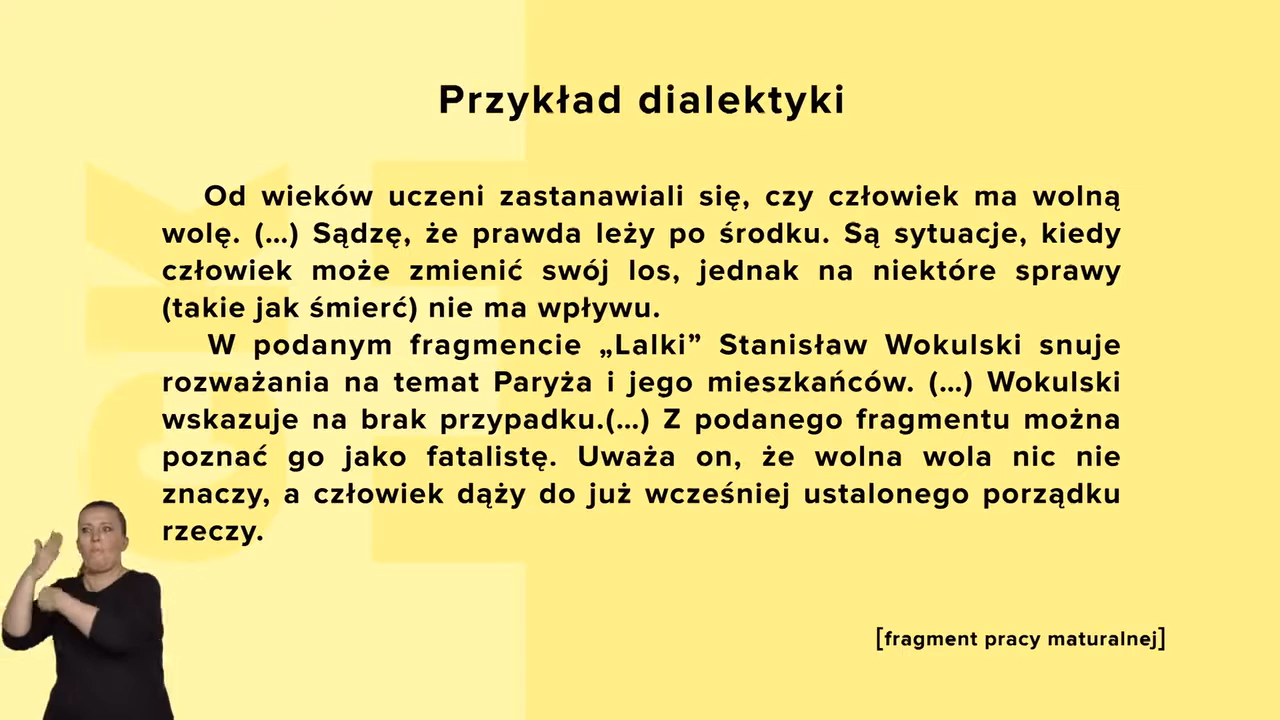 Przykład dialektyki
Od wieków uczeni zastanawiali się, czy człowiek ma wolną
wolę. (...) Sądzę, że prawda leży po środku. Są sytuacje, kiedy
człowiek może zmienić swój los, jednak na niektóre sprawy
(takie jak śmierć) nie ma wpływu.
W podanym fragmencie „Lalki” Stanisław Wokulski snuje
rozważania na temat Paryża i jego mieszkańców. (...) Wokulski
wskazuje na brak przypadku.(...) Z podanego fragmentu można
poznać go jako fatalistę. Uważa on, że wolna wola nic nie
znaczy, a człowiek dąży do już wcześniej ustalonego porządku
rzeczy.
[fragment pracy maturalnej]